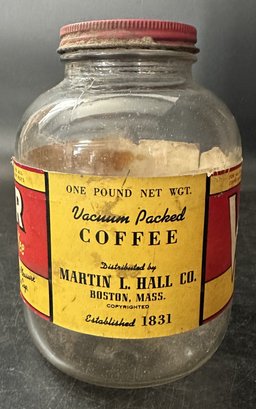 ONE POUND NET WGT.
Vacuum Packed
COFFEE
Distributed by
MARTIN L. HALL CO.
BOSTON, MASS.
COPYRIGHTED
Established 1831